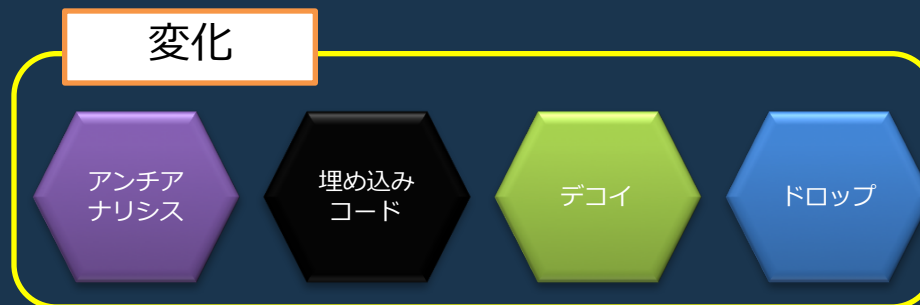 変化
アンチア
ナリシス
埋め込み
コード
デコイ
ドロップ